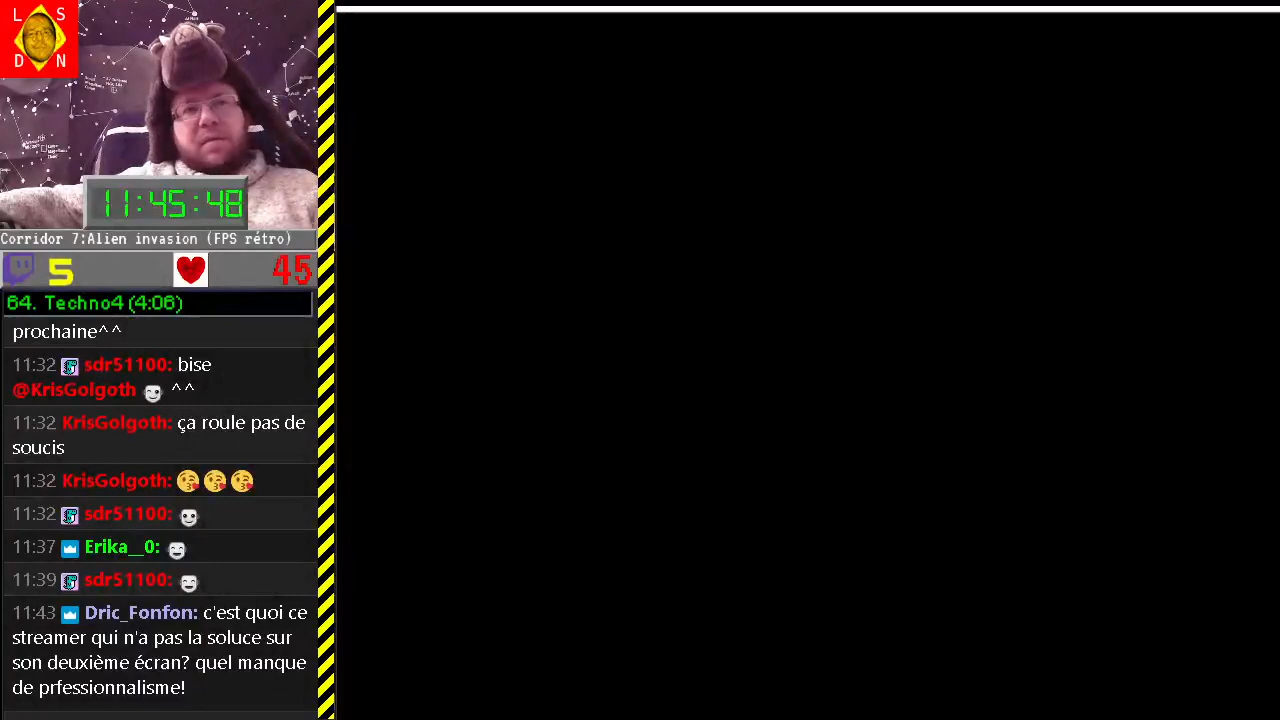 L S
D N
11:45:48
Corridor 7:Alien invasion (FPS rétro)
5 45
64. Techno4 (4:06)
prochaine^^
11:32 sdr51100: bise
@KrisGolgoth ^^
11:32 KrisGolgoth: ça roule pas de
soucis
11:32 KrisGolgoth: 😘😘😘
11:32 sdr51100:
11:37 Erika__0:
11:39 sdr51100:
11:43 Dric_Fonfon: c'est quoi ce
streamer qui n'a pas la soluce sur
son deuxième écran? quel manque
de prfessionnalisme!